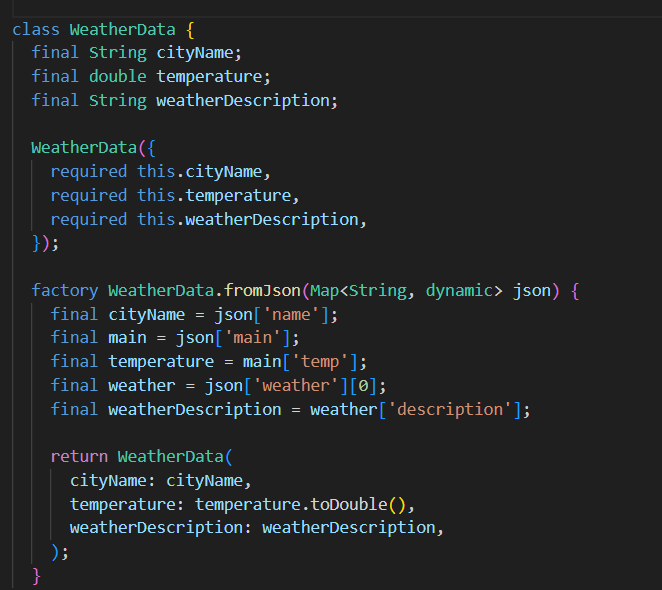 class WeatherData {
  final String cityName;
  final double temperature;
  final String weatherDescription;

  WeatherData({
    required this.cityName,
    required this.temperature,
    required this.weatherDescription,
  });

  factory WeatherData.fromJson(Map<String, dynamic> json) {
    final cityName = json['name'];
    final main = json['main'];
    final temperature = main['temp'];
    final weather = json['weather'][0];
    final weatherDescription = weather['description'];

    return WeatherData(
      cityName: cityName,
      temperature: temperature.toDouble(),
      weatherDescription: weatherDescription,
    );
  }